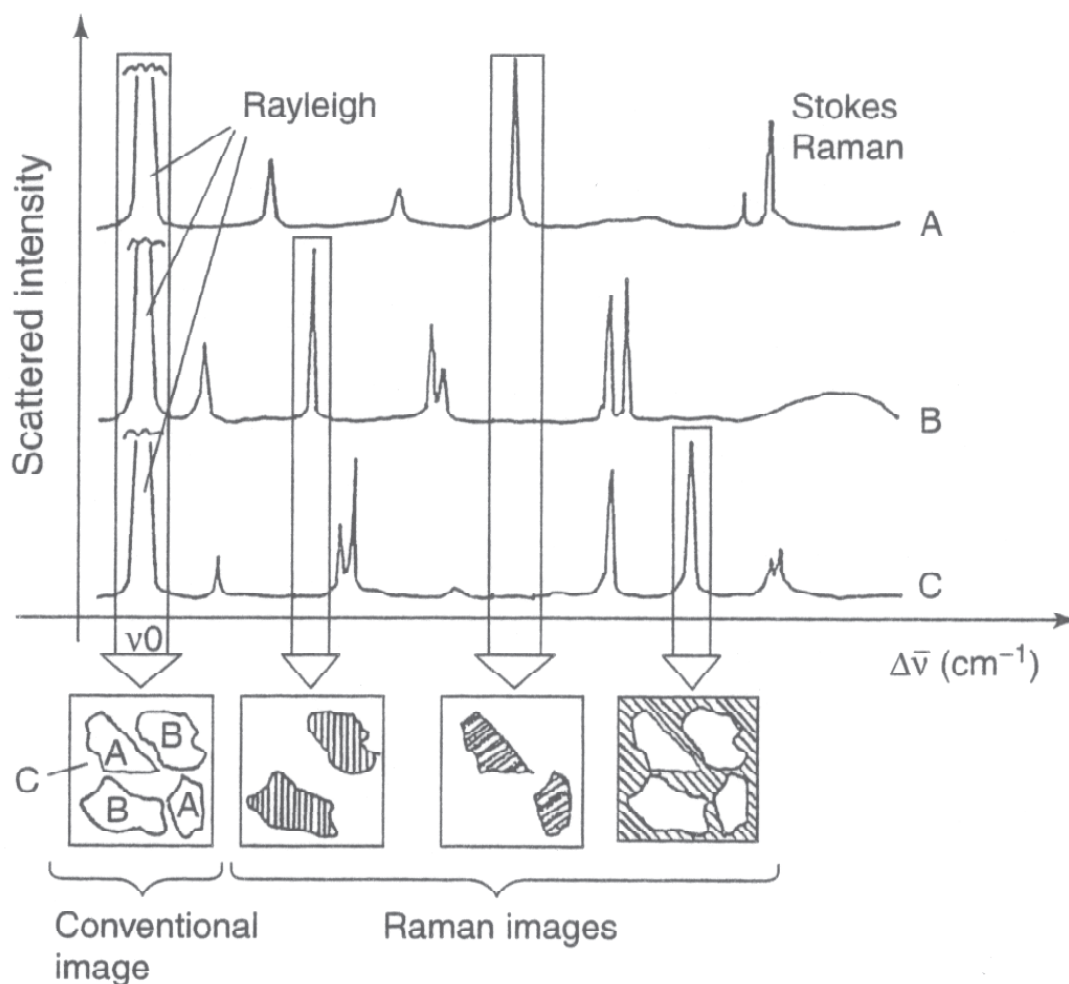 Scattered intensity
Rayleigh
Stokes
Raman
A
B
C
ν0
Δν̄ (cm⁻¹)
A
B
C
B
A
Conventional
image
Raman images